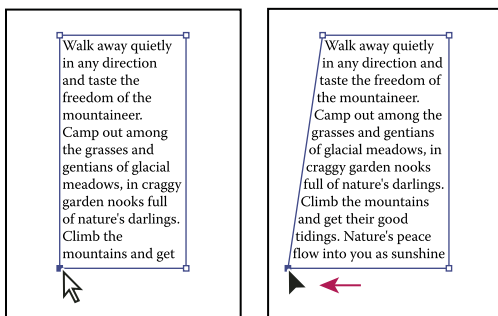 Walk away quietly
in any direction
and taste the
freedom of the
mountaineer.
Camp out among
the grasses and
gentians of glacial
meadows, in craggy
garden nooks full
of nature's darlings.
Climb the
mountains and get
Walk away quietly
in any direction and
taste the freedom of
the mountaineer.
Camp out among the
grasses and gentians
of glacial meadows, in
craggy garden nooks
full of nature's darlings.
Climb the mountains
and get their good
tidings. Nature's peace
flow into you as sunshine